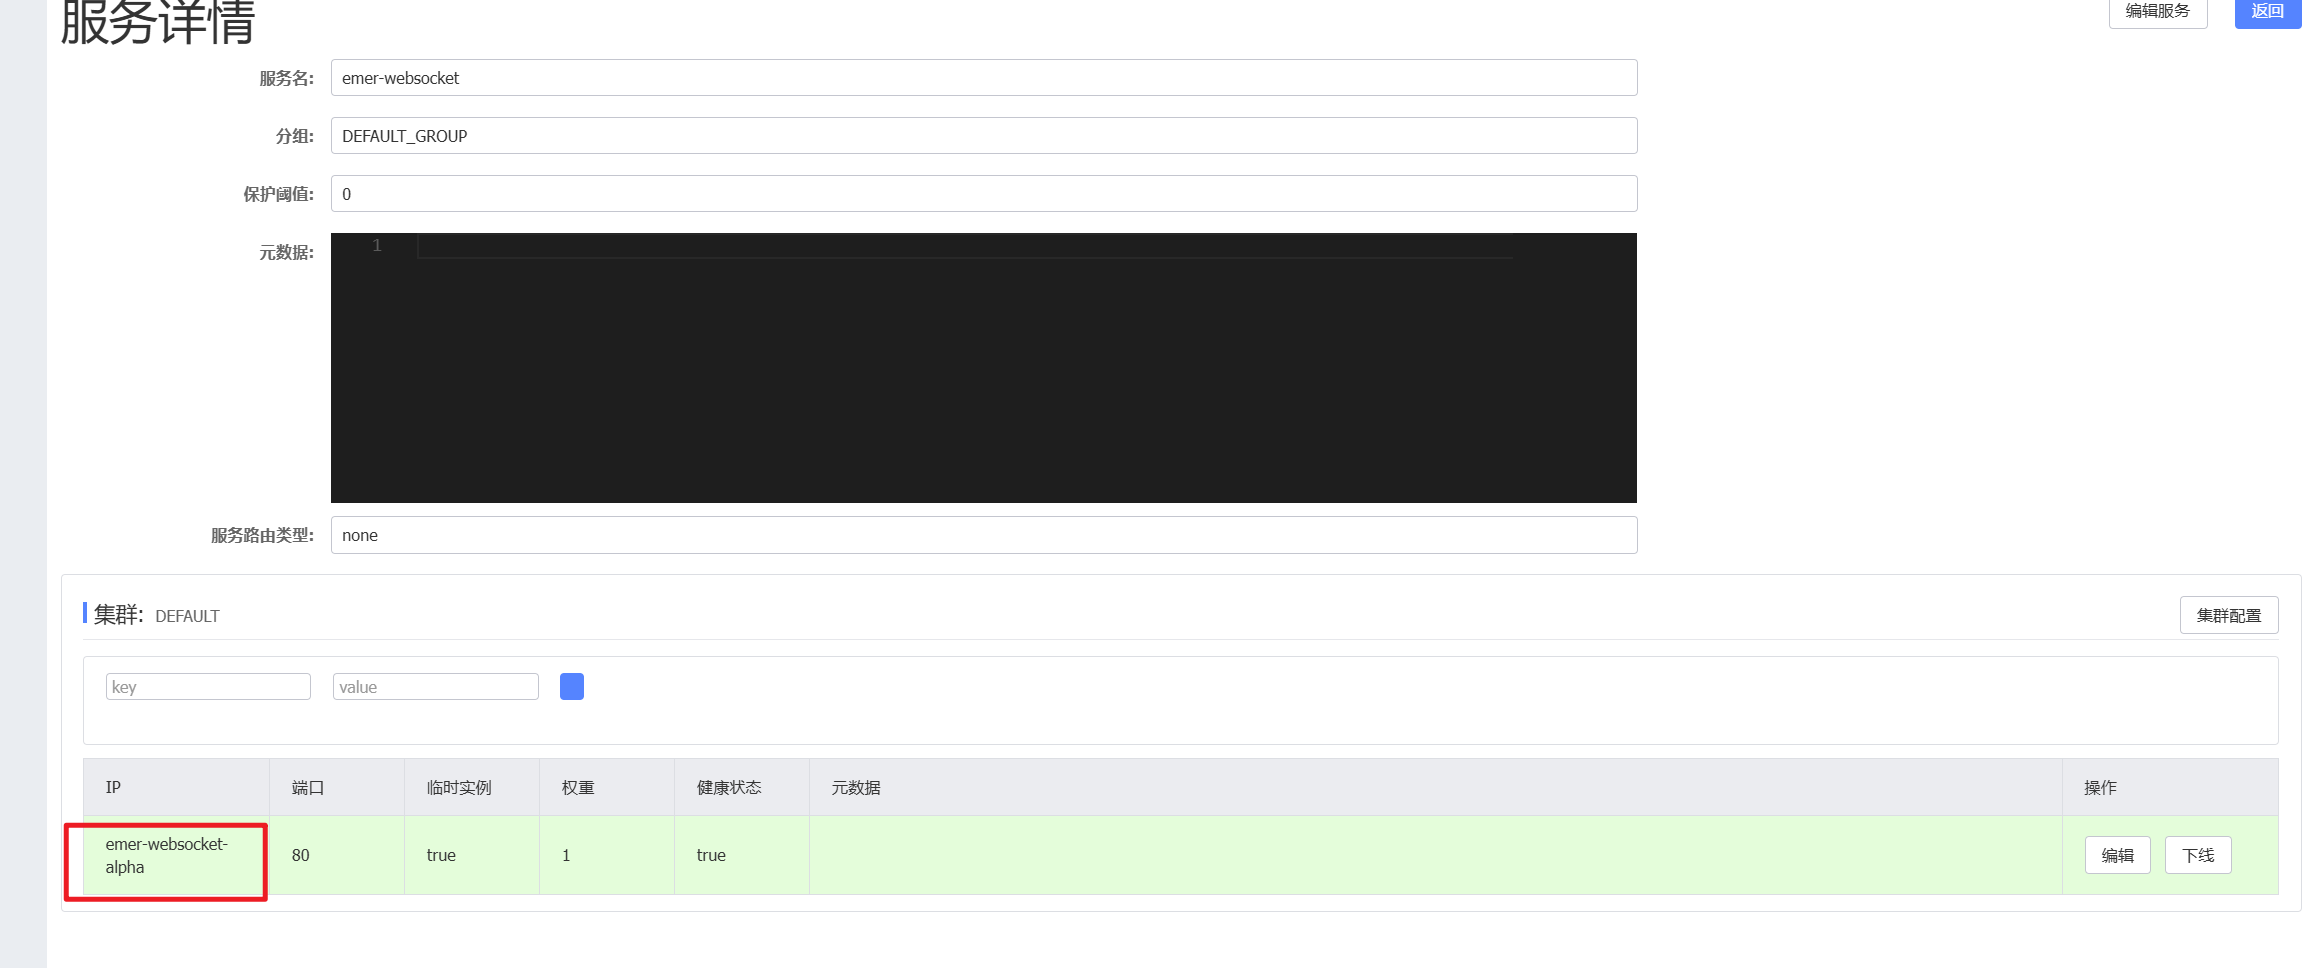 服务详情
编辑服务
返回
服务名:
emer-websocket
分组:
DEFAULT_GROUP
保护阈值:
0
元数据:
1
服务路由类型:
none
集群:
DEFAULT
集群配置
key
value
IP
端口
临时实例
权重
健康状态
元数据
操作
emer-websocket-
alpha
80
true
1
true
编辑
下线